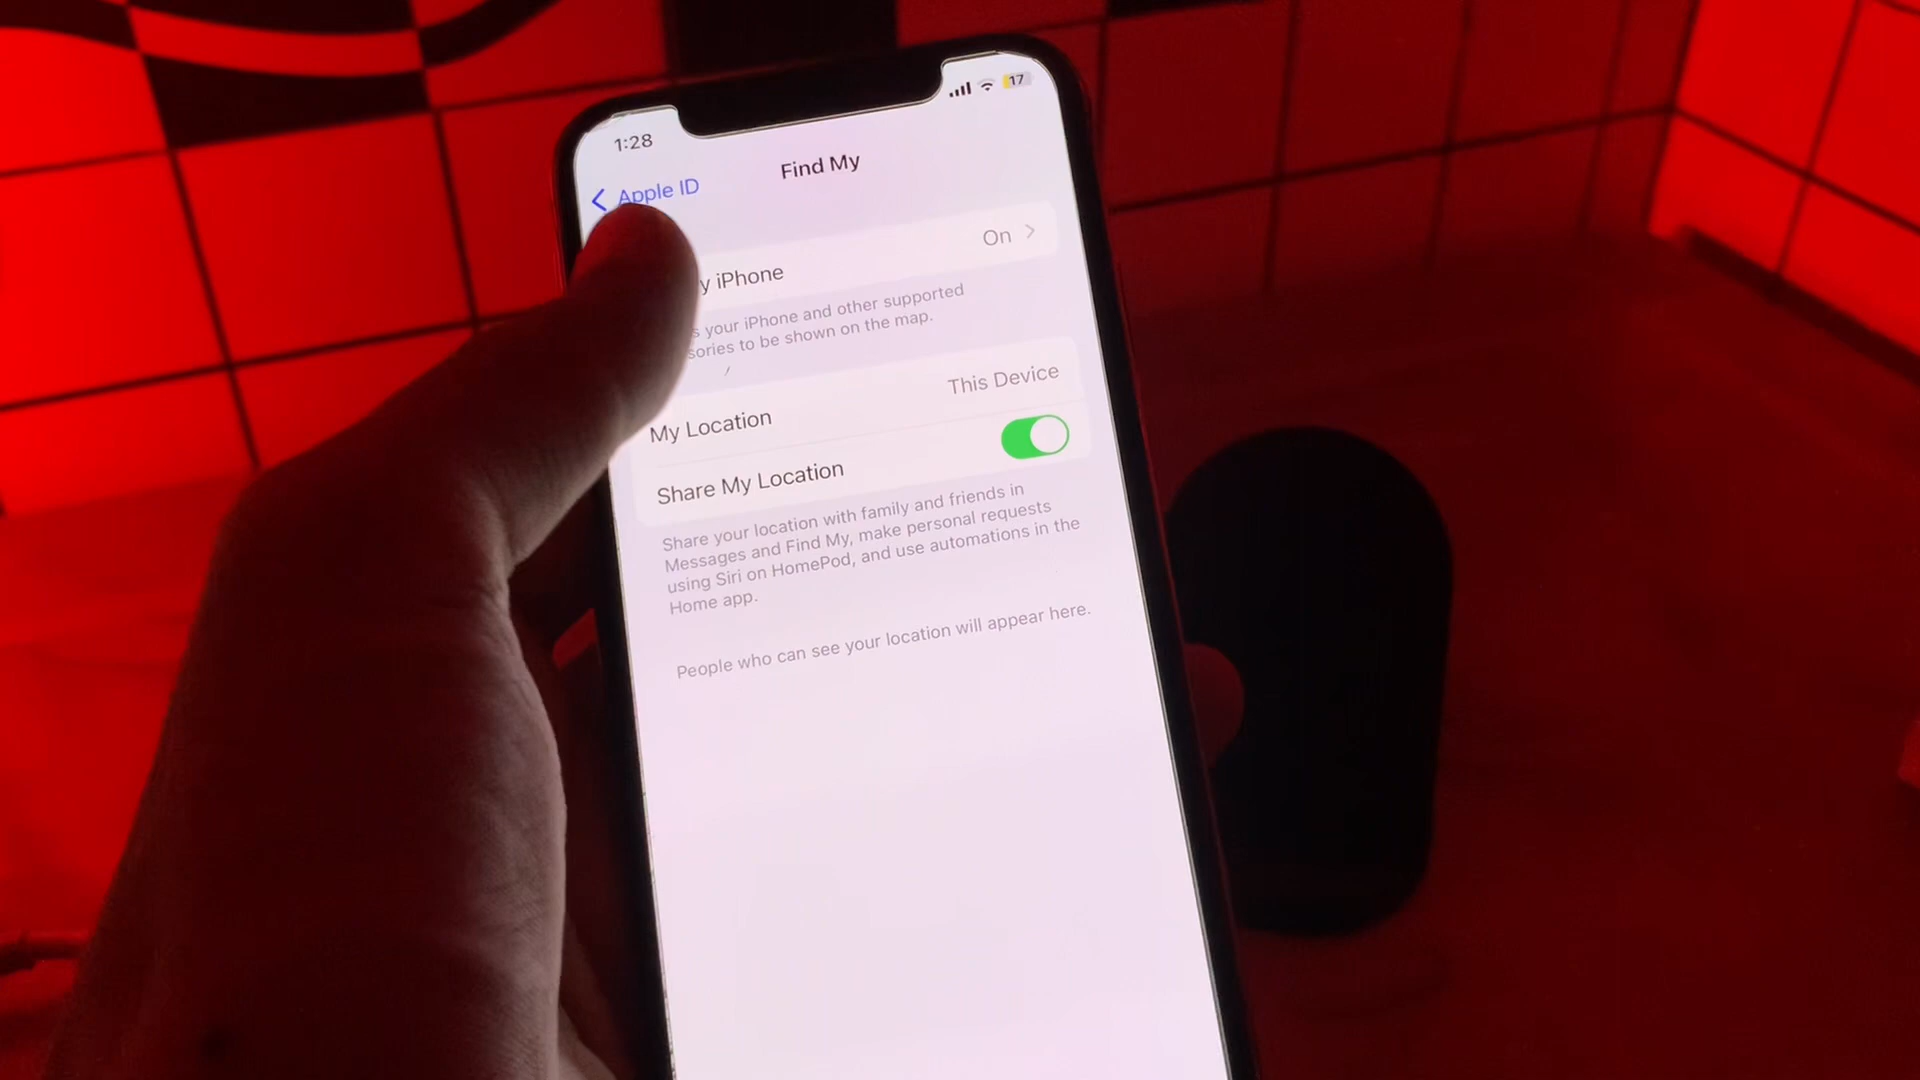 1:28
17
Apple ID
Find My
y iPhone
On
s your iPhone and other supported
sories to be shown on the map.
My Location
This Device
Share My Location
Share your location with family and friends in
Messages and Find My, make personal requests
using Siri on HomePod, and use automations in the
Home app.
People who can see your location will appear here.